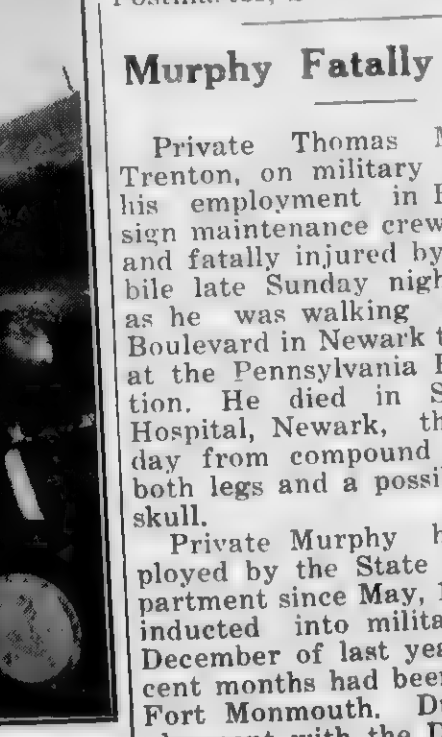 Murphy Fatally
Private Thomas
Trenton, on military
his employment in
sign maintenance crew
and fatally injured by
bile late Sunday nigh
as he was walking
Boulevard in Newark
at the Pennsylvania
tion. He died in
Hospital, Newark,
day from compound
both legs and a possi
skull.
Private Murphy
ployed by the State
partment since May,
inducted into milita
December of last yea
cent months had been
Fort Monmouth.
with the